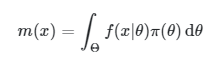 m(x) = ∫_Θ f(x|θ)π(θ) dθ